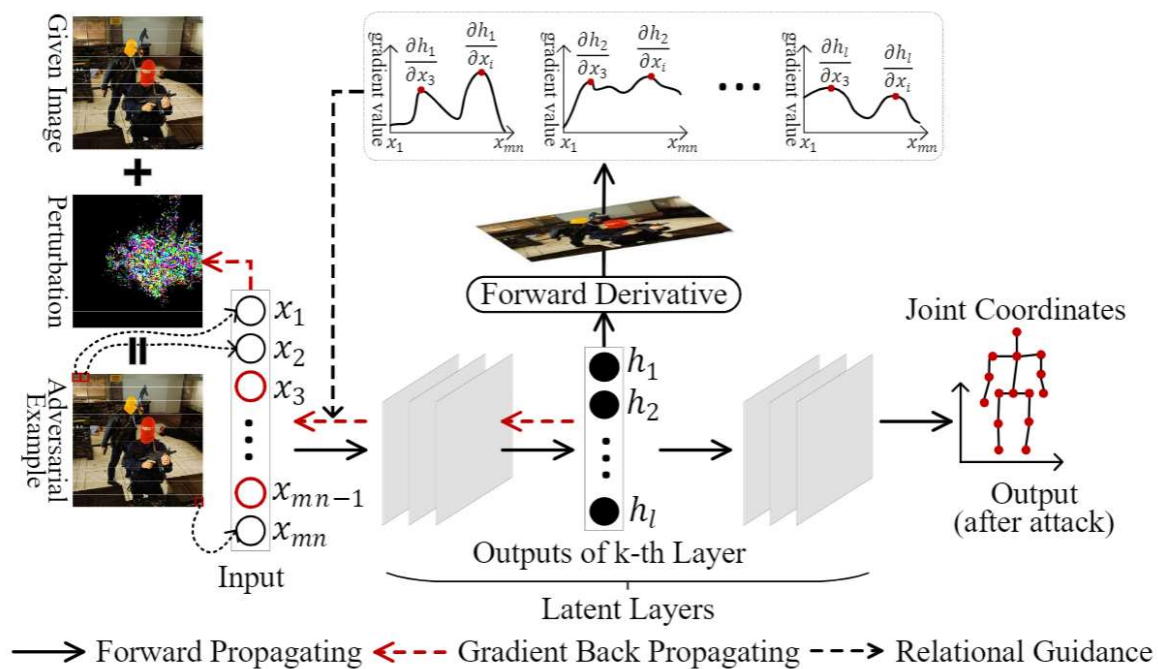 Given Image
+
Perturbation
=
Adversarial
Example
gradient value
∂h₁/∂x₃
∂h₁/∂xᵢ
x₁
xₘₙ
gradient value
∂h₂/∂x₃
∂h₂/∂xᵢ
x₁
xₘₙ
...
gradient value
∂hₗ/∂x₃
∂hₗ/∂xᵢ
x₁
xₘₙ
Forward Derivative
x₁
x₂
x₃
xₘₙ₋₁
xₘₙ
Input
h₁
h₂
hₗ
Outputs of k-th Layer
Latent Layers
Joint Coordinates
Output
(after attack)
Forward Propagating
Gradient Back Propagating
Relational Guidance